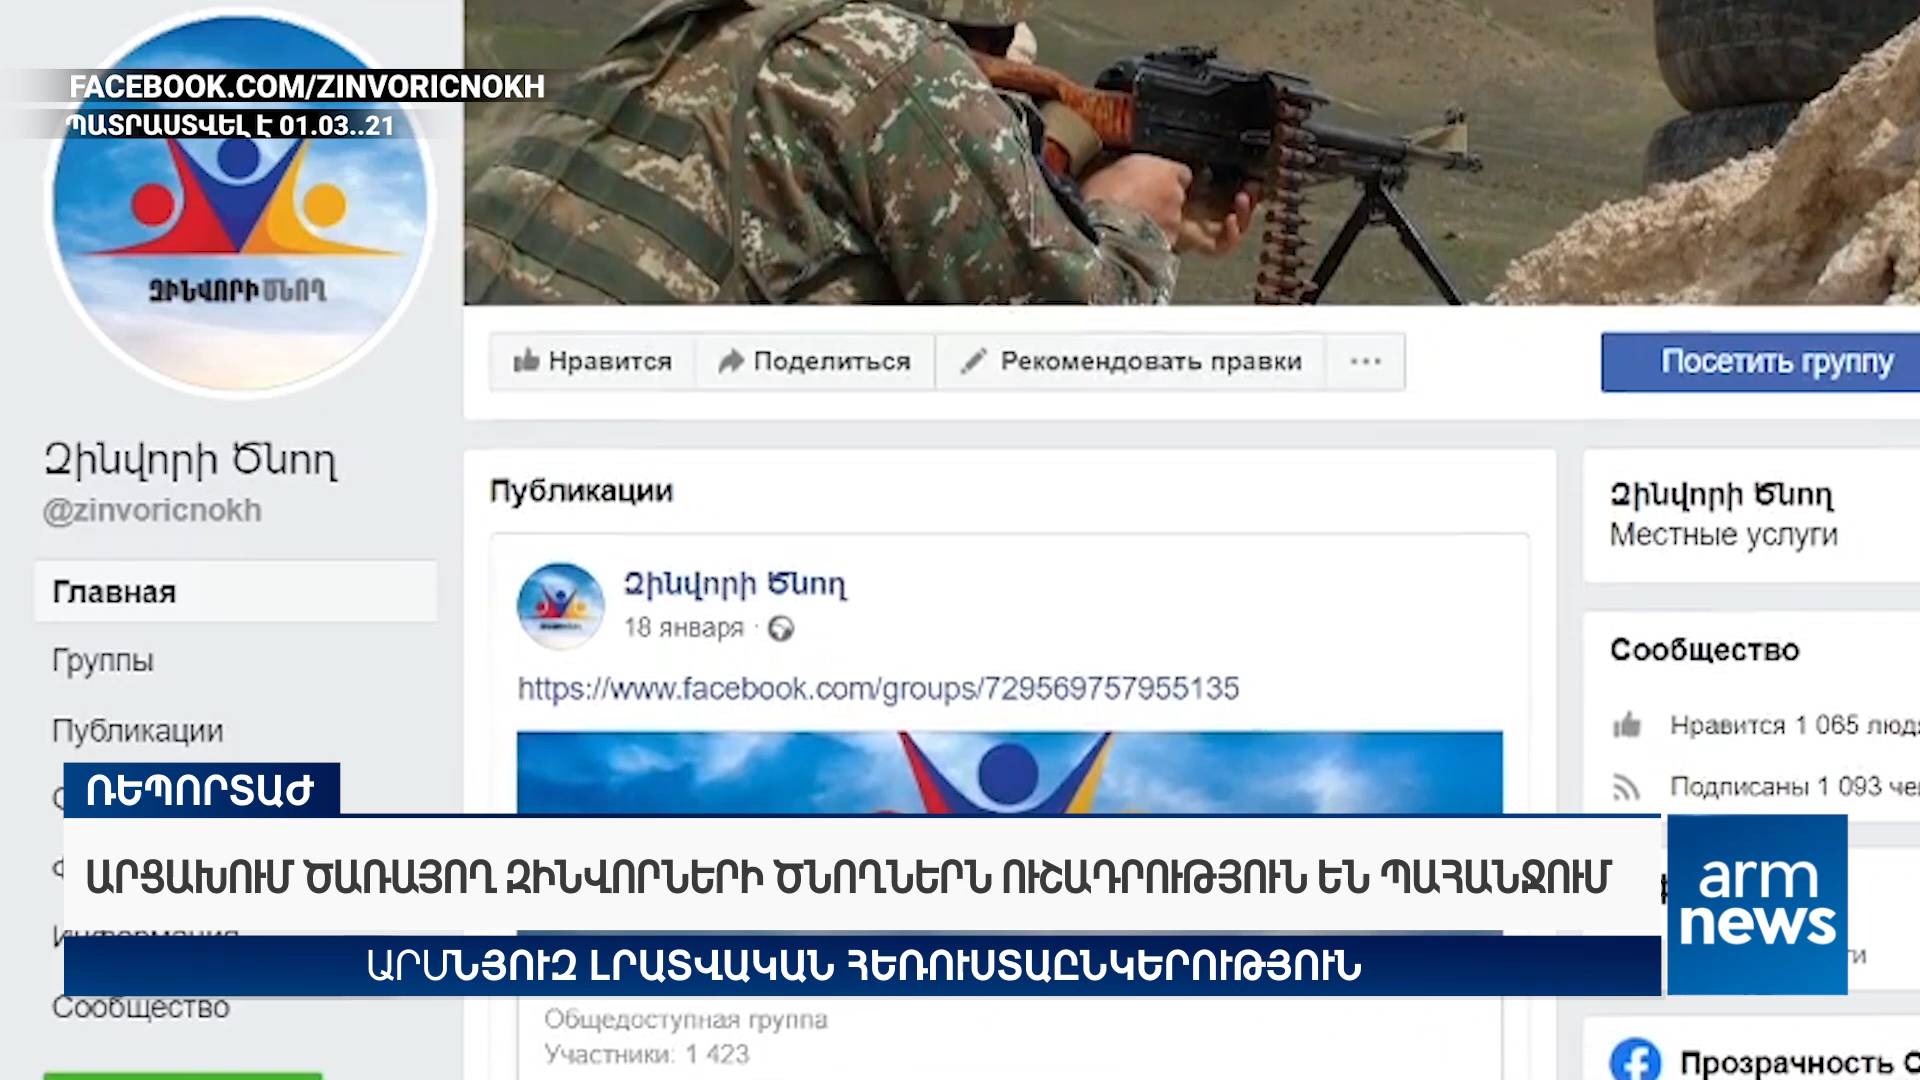 FACEBOOK.COM/ZINVORICNOKH
ՊԱՏՐԱՍՏՎԵԼ Է 01.03..21
ԶԻՆՎՈՐԻ ԾՆՈՂ
Զինվորի Ծնող
@zinvoricnokh
Главная
Группы
Публикации
Сообщество
Нравится
Поделиться
Рекомендовать правки
Посетить группу
Публикации
Զինվորի Ծնող
18 января
https://www.facebook.com/groups/729569757955135
Общедоступная группа
Участники: 1 423
Զինվորի Ծնող
Местные услуги
Сообщество
Нравится 1 065
Подписаны 1 093
Прозрачность
ՌԵՊՈՐՏԱԺ
ԱՐՑԱԽՈՒՄ ԾԱՌԱՅՈՂ ԶԻՆՎՈՐՆԵՐԻ ԾՆՈՂՆԵՐՆ ՈՒՇԱԴՐՈՒԹՅՈՒՆ ԵՆ ՊԱՀԱՆՋՈՒՄ
ԱՐՄՆՅՈՒԶ ԼՐԱՏՎԱԿԱՆ ՀԵՌՈՒՍՏԱԸՆԿԵՐՈՒԹՅՈՒՆ
arm
news